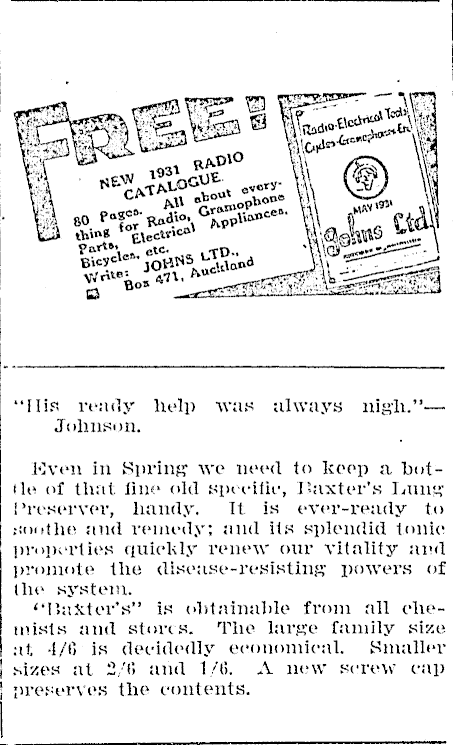 FREE!
NEW 1931 RADIO
CATALOGUE.
80 Pages. All about every-
thing for Radio, Gramophone
Parts, Electrical Appliances,
Bicycles, etc.
Write: JOHNS LTD.,
Box 471, Auckland
Radio-Electrical Tools
Cycles-Gramophones-Etc
MAY 1931
Johns Ltd.
"His ready help was always nigh."—
Johnson.
Even in Spring we need to keep a bot-
tle of that fine old specific, Baxter's Lung
Preserver, handy. It is ever-ready to
soothe and remedy; and its splendid tonic
properties quickly renew our vitality and
promote the disease-resisting powers of
the system.
"Baxter's" is obtainable from all che-
mists and stores. The large family size
at 4/6 is decidedly economical. Smaller
sizes at 2/6 and 1/6. A new screw cap
preserves the contents.